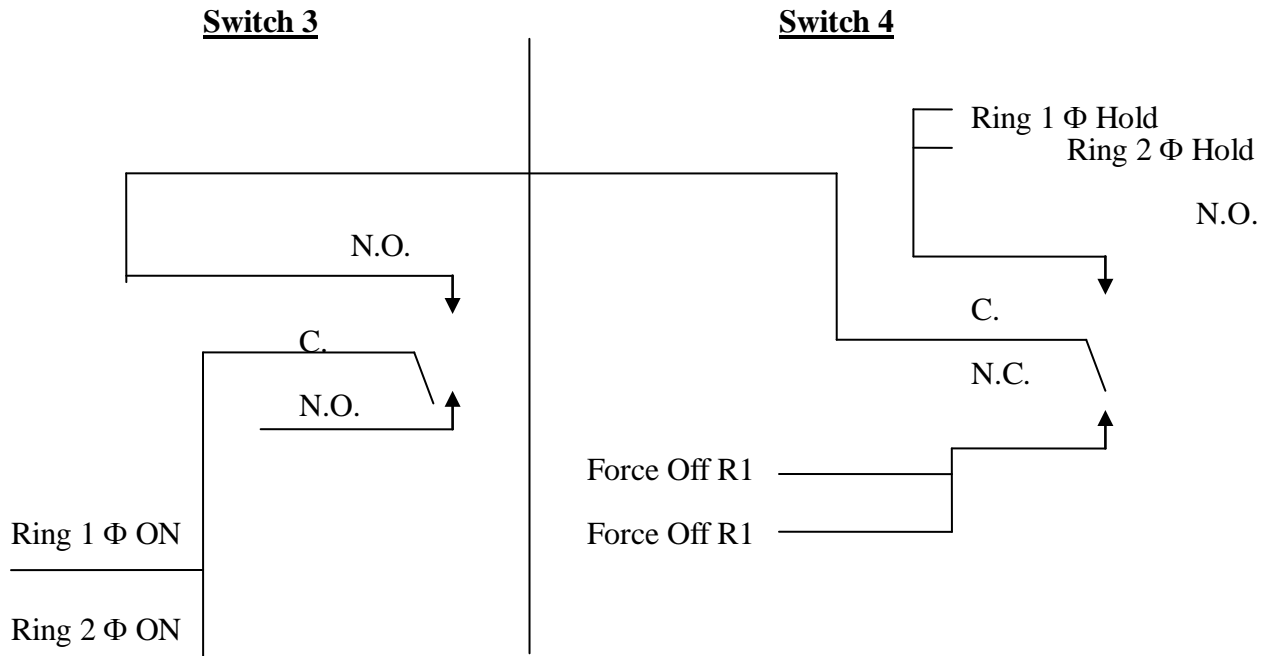 Switch 3
Switch 4
Ring 1 Φ Hold
Ring 2 Φ Hold
N.O.
N.O.
C.
C.
N.C.
N.O.
Force Off R1
Force Off R1
Ring 1 Φ ON
Ring 2 Φ ON